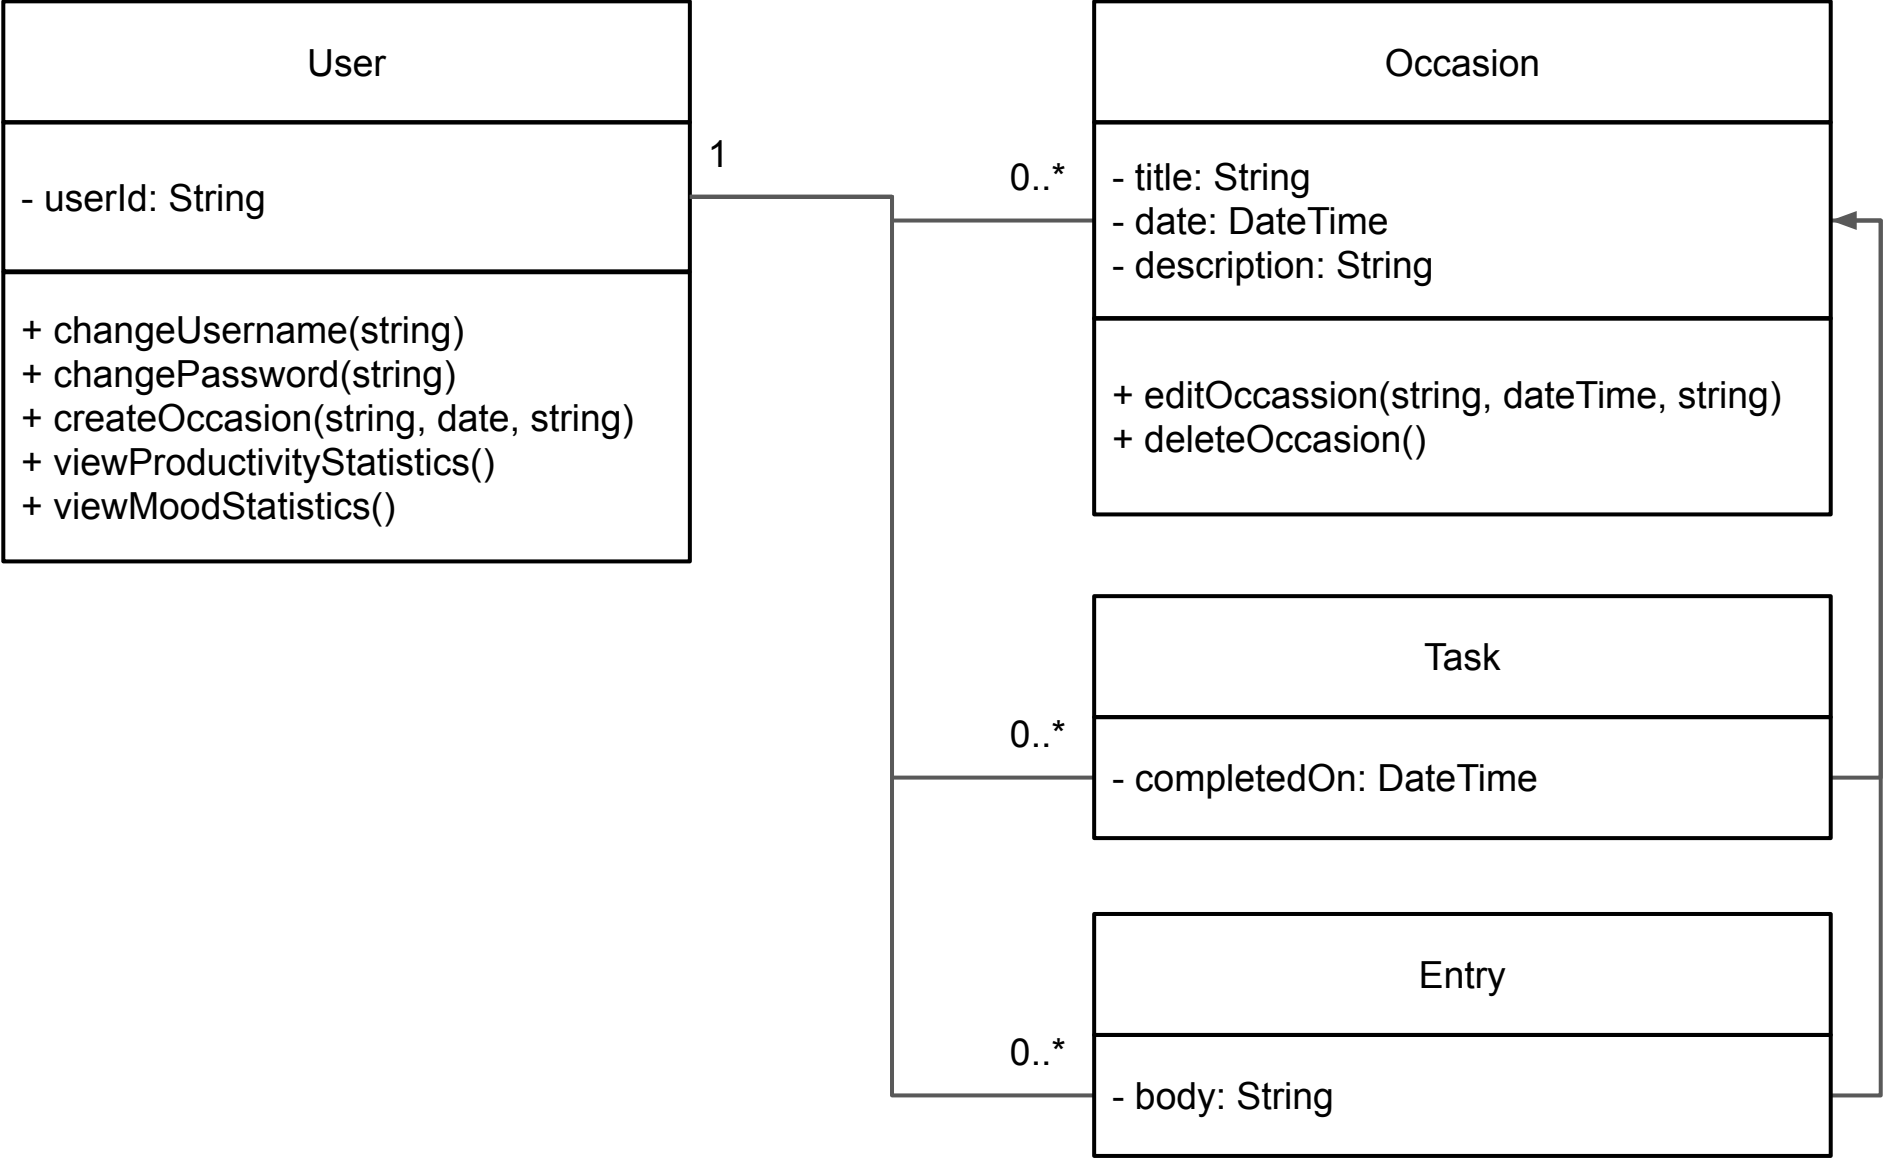 User
- userId: String
+ changeUsername(string)
+ changePassword(string)
+ createOccasion(string, date, string)
+ viewProductivityStatistics()
+ viewMoodStatistics()
1
0..*
Occasion
- title: String
- date: DateTime
- description: String
+ editOccassion(string, dateTime, string)
+ deleteOccasion()
0..*
Task
- completedOn: DateTime
0..*
Entry
- body: String